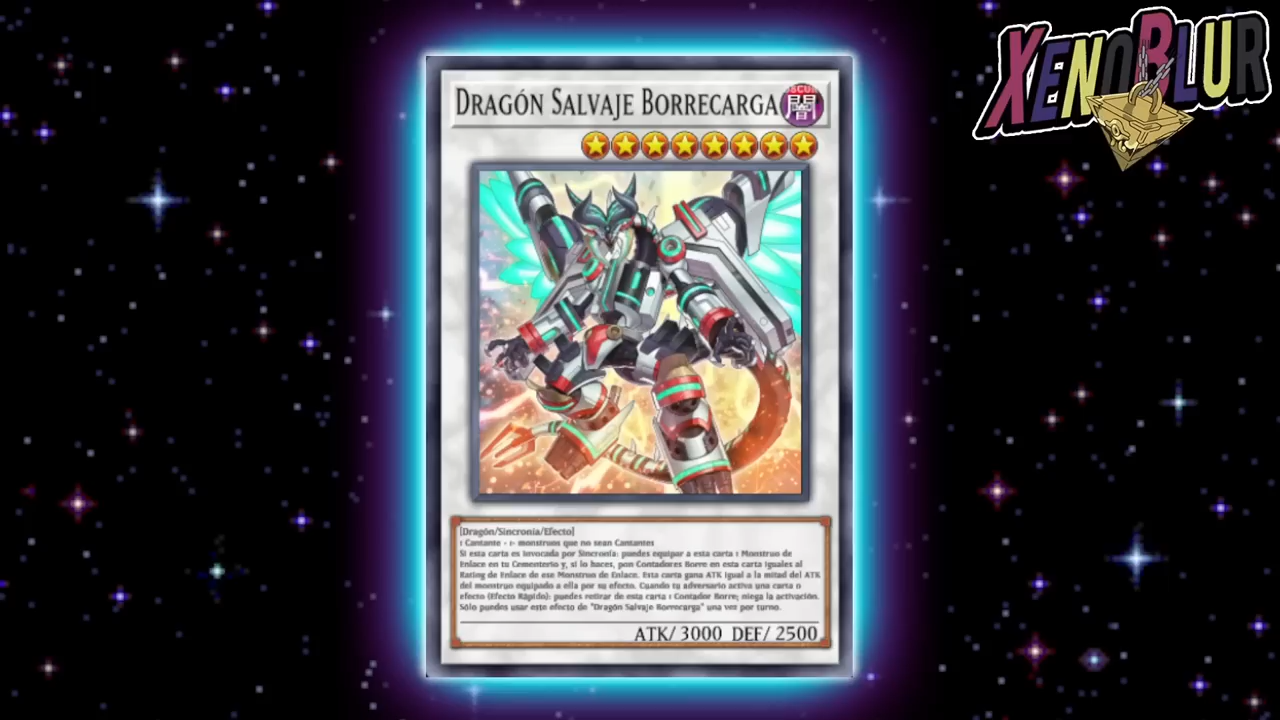 XENOBLUR
DRAGÓN SALVAJE BORRECARGA
OSCURIDAD
闇
[Dragón/Sincronía/Efecto]
1 Cantante + 1+ monstruos que no sean Cantantes
Si esta carta es Invocada por Sincronía: puedes equipar a esta carta 1 Monstruo de
Enlace en tu Cementerio y, si lo haces, pon Contadores Borre en esta carta iguales al
Rating de Enlace de ese Monstruo de Enlace. Esta carta gana ATK igual a la mitad del ATK
del monstruo equipado a ella por su efecto. Cuando tu adversario activa una carta o
efecto (Efecto Rápido): puedes retirar de esta carta 1 Contador Borre; niega la activación.
Sólo puedes usar este efecto de "Dragón Salvaje Borrecarga" una vez por turno.
ATK/ 3000 DEF/ 2500